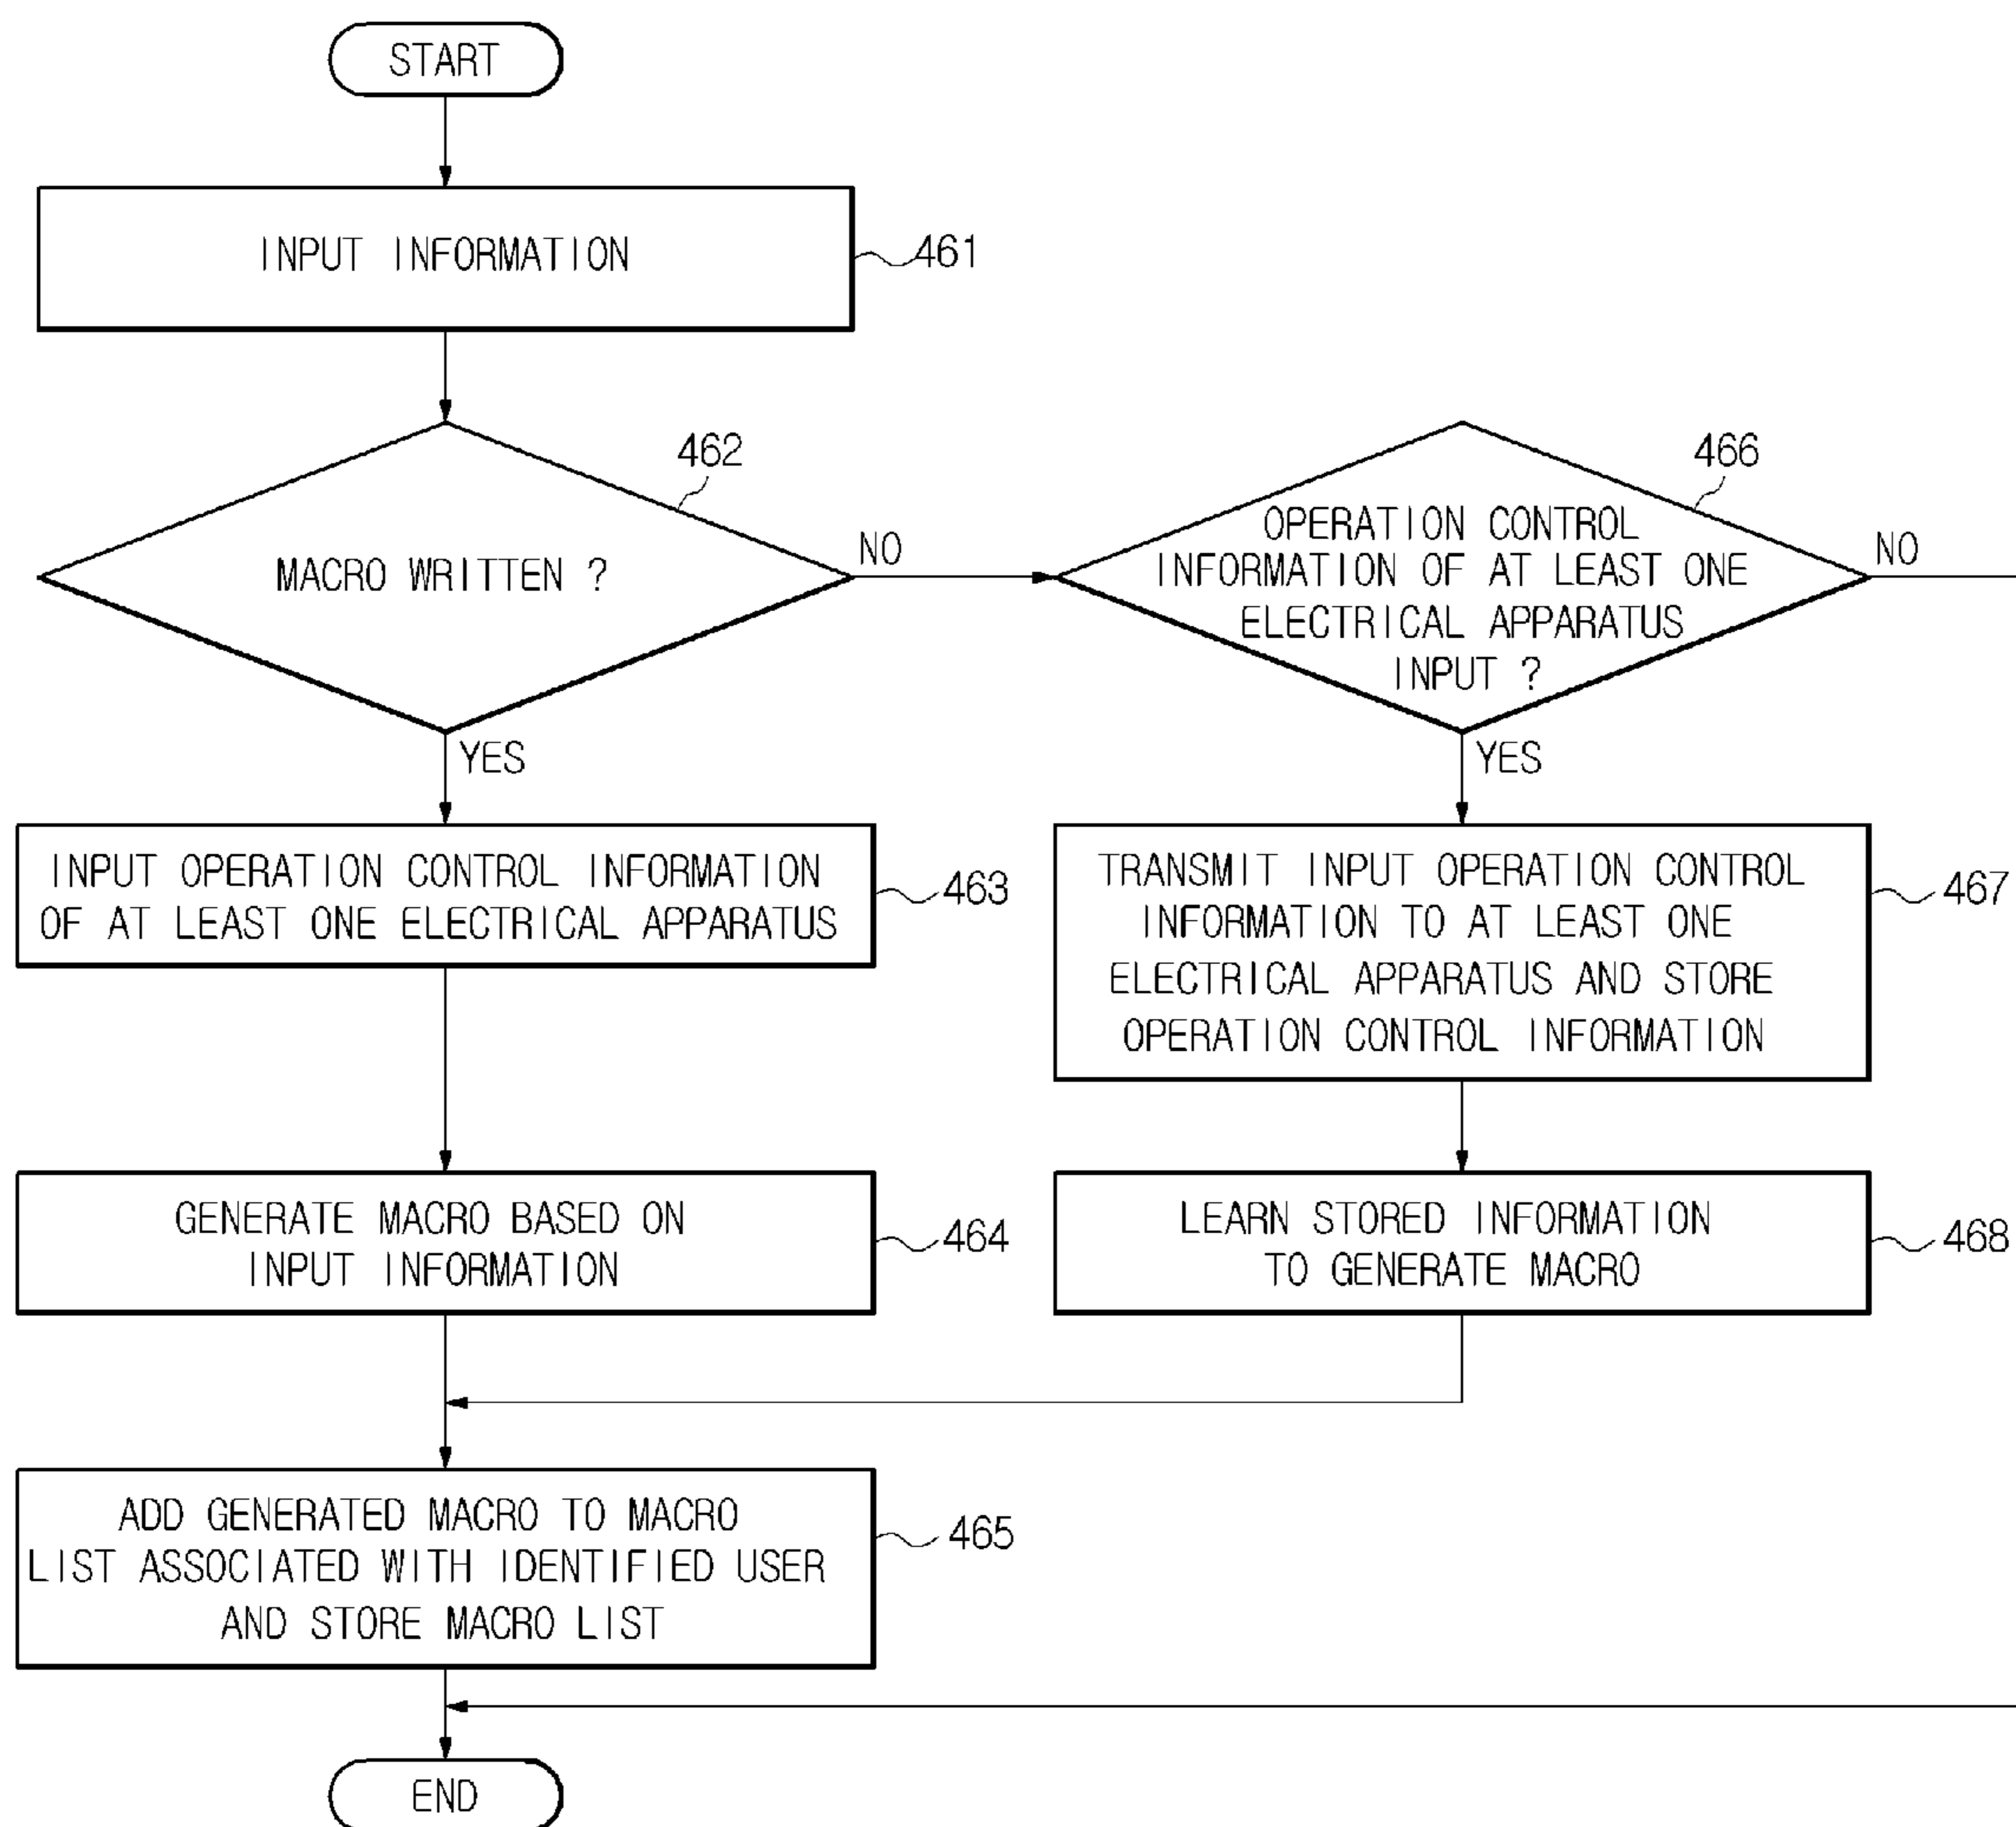 START
INPUT INFORMATION
461
462
MACRO WRITTEN ?
NO
YES
466
OPERATION CONTROL
INFORMATION OF AT LEAST ONE
ELECTRICAL APPARATUS
INPUT ?
NO
YES
INPUT OPERATION CONTROL INFORMATION
OF AT LEAST ONE ELECTRICAL APPARATUS
463
TRANSMIT INPUT OPERATION CONTROL
INFORMATION TO AT LEAST ONE
ELECTRICAL APPARATUS AND STORE
OPERATION CONTROL INFORMATION
467
GENERATE MACRO BASED ON
INPUT INFORMATION
464
LEARN STORED INFORMATION
TO GENERATE MACRO
468
ADD GENERATED MACRO TO MACRO
LIST ASSOCIATED WITH IDENTIFIED USER
AND STORE MACRO LIST
465
END